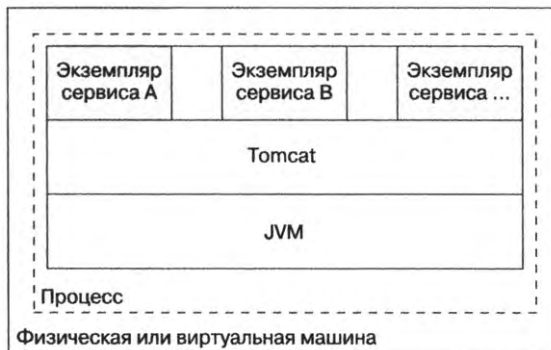 Экземпляр
сервиса А
Экземпляр
сервиса В
Экземпляр
сервиса ...
Tomcat
JVM
Процесс
Физическая или виртуальная машина